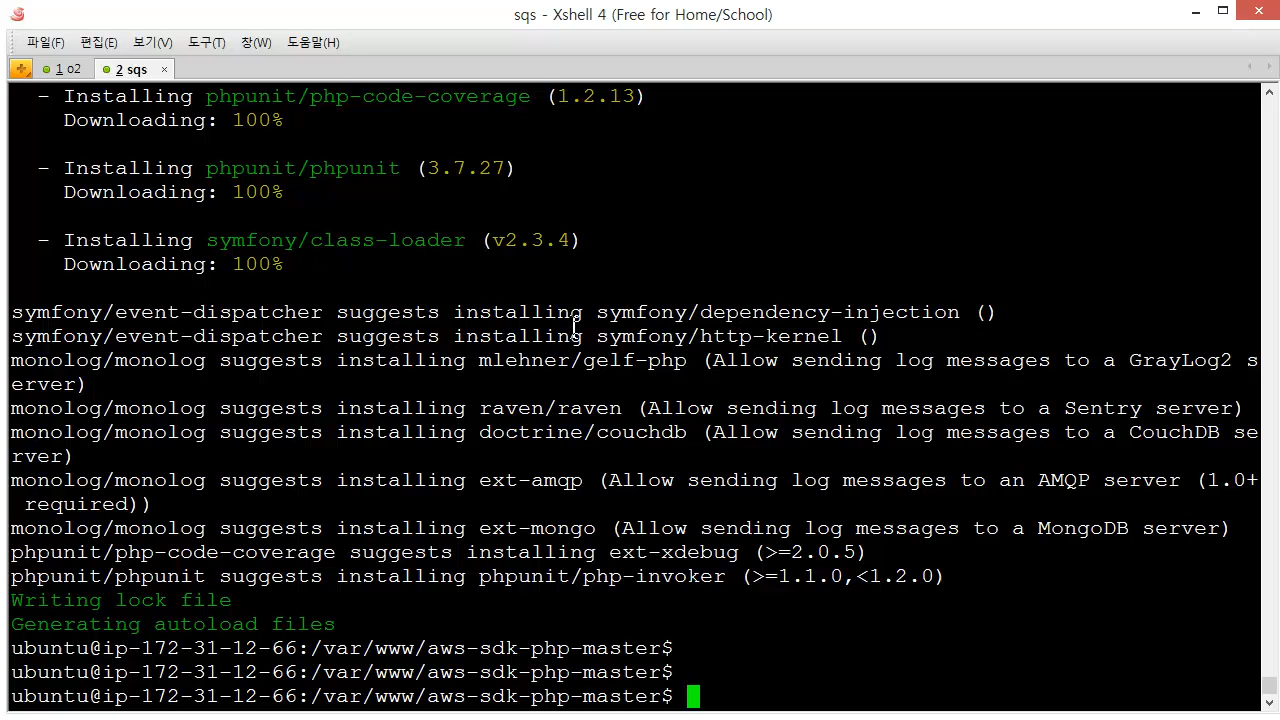 sqs - Xshell 4 (Free for Home/School)
파일(F) 편집(E) 보기(V) 도구(T) 창(W) 도움말(H)
1 o2 2 sqs
- Installing phpunit/php-code-coverage (1.2.13)
Downloading: 100%
- Installing phpunit/phpunit (3.7.27)
Downloading: 100%
- Installing symfony/class-loader (v2.3.4)
Downloading: 100%
symfony/event-dispatcher suggests installing symfony/dependency-injection ()
symfony/event-dispatcher suggests installing symfony/http-kernel ()
monolog/monolog suggests installing mlehner/gelf-php (Allow sending log messages to a GrayLog2 s
erver)
monolog/monolog suggests installing raven/raven (Allow sending log messages to a Sentry server)
monolog/monolog suggests installing doctrine/couchdb (Allow sending log messages to a CouchDB se
rver)
monolog/monolog suggests installing ext-amqp (Allow sending log messages to an AMQP server (1.0+
required))
monolog/monolog suggests installing ext-mongo (Allow sending log messages to a MongoDB server)
phpunit/php-code-coverage suggests installing ext-xdebug (>=2.0.5)
phpunit/phpunit suggests installing phpunit/php-invoker (>=1.1.0,<1.2.0)
Writing lock file
Generating autoload files
ubuntu@ip-172-31-12-66:/var/www/aws-sdk-php-master$
ubuntu@ip-172-31-12-66:/var/www/aws-sdk-php-master$
ubuntu@ip-172-31-12-66:/var/www/aws-sdk-php-master$